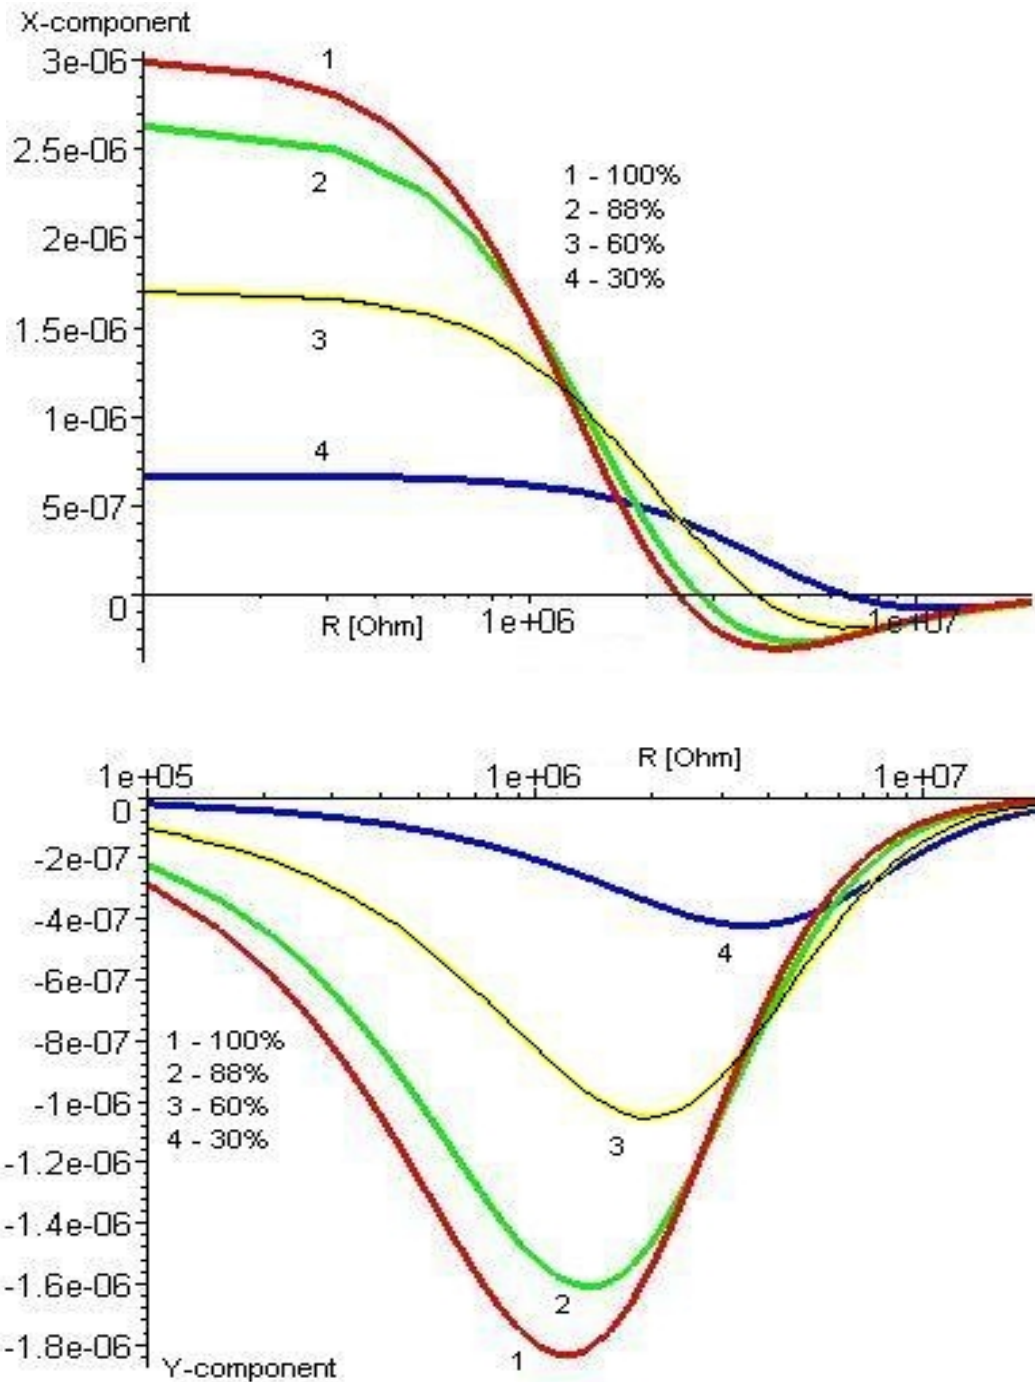 X-component
3e-06
1
2.5e-06
2
1 - 100%
2 - 88%
2e-06
3 - 60%
4 - 30%
1.5e-06
3
1e-06
4
5e-07
0
R [Ohm]
1e+06
1e+07
R [Ohm]
1e+05
1e+06
1e+07
0
-2e-07
-4e-07
4
-6e-07
-8e-07
1 - 100%
2 - 88%
-1e-06
3 - 60%
4 - 30%
3
-1.2e-06
-1.4e-06
-1.6e-06
2
-1.8e-06
1
Y-component